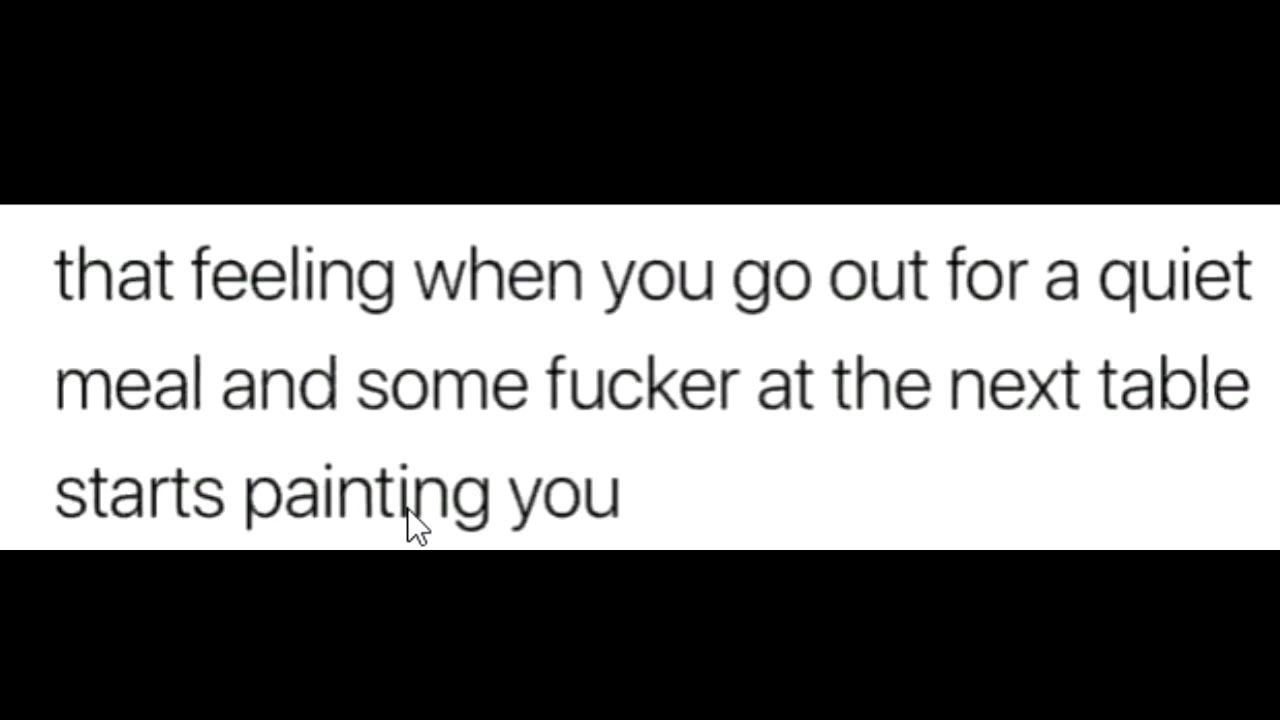 that feeling when you go out for a quiet
meal and some fucker at the next table
starts painting you